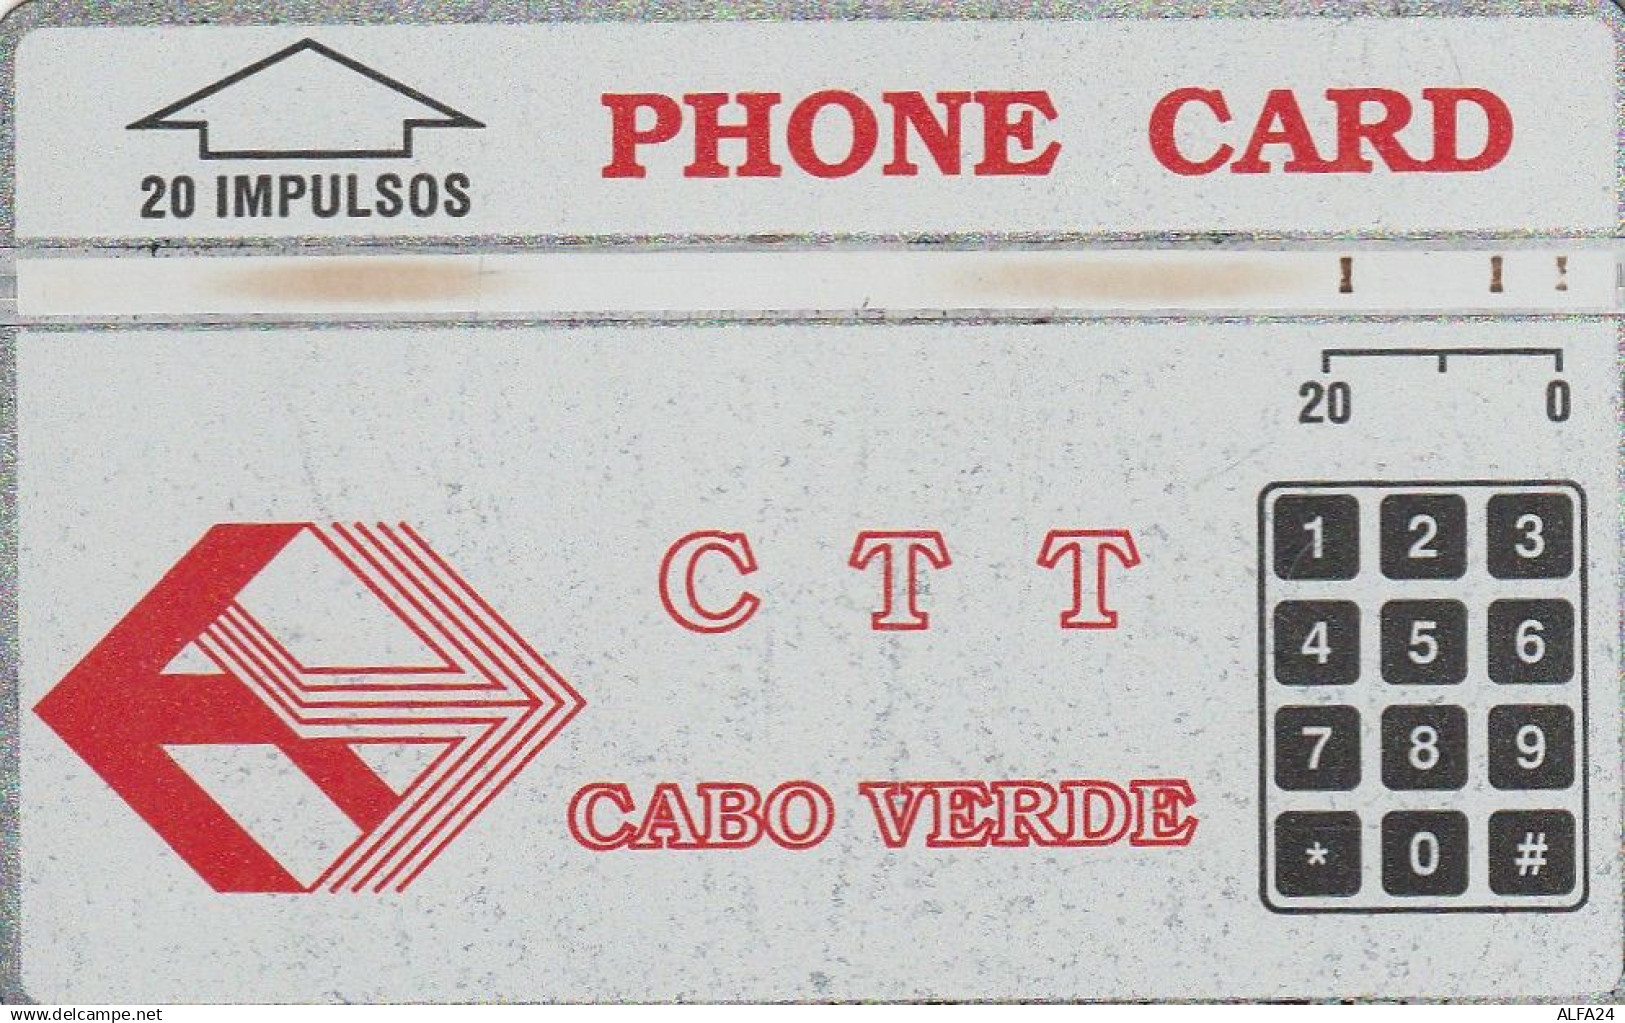 PHONE CARD
20 IMPULSOS
20 0
C T T
CABO VERDE
1 2 3
4 5 6
7 8 9
* 0 #
delcampe.net
ALFA24